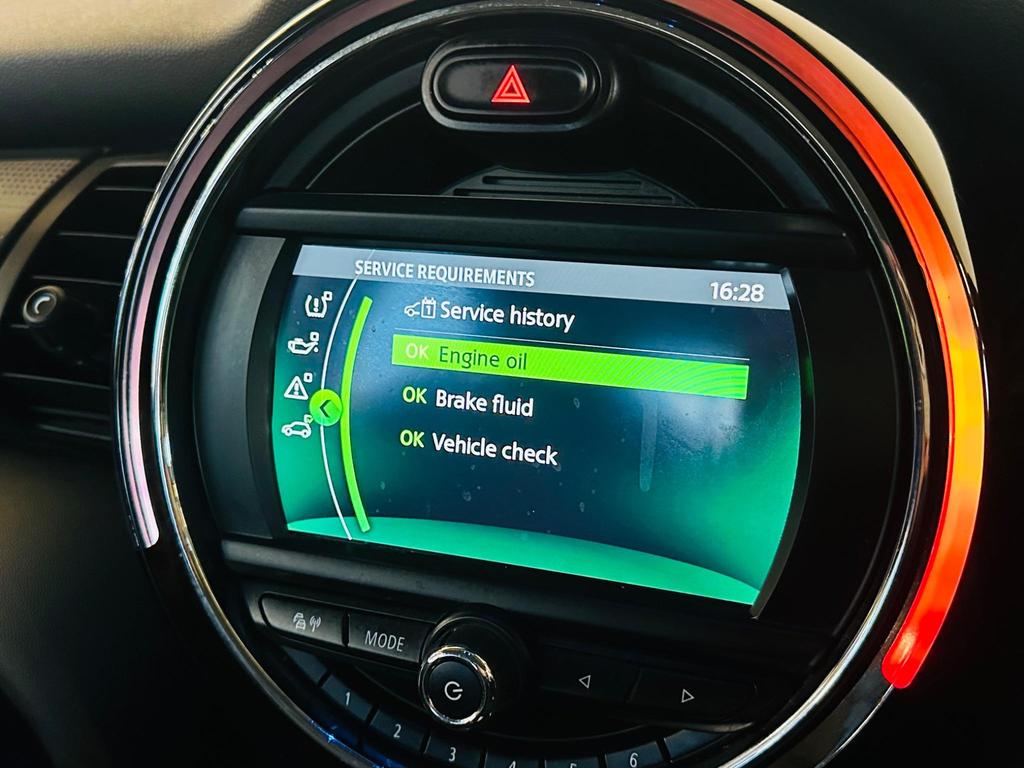 SERVICE REQUIREMENTS
16:28
Service history
OK Engine oil
OK Brake fluid
OK Vehicle check
MODE
1
2
3
4
5
6